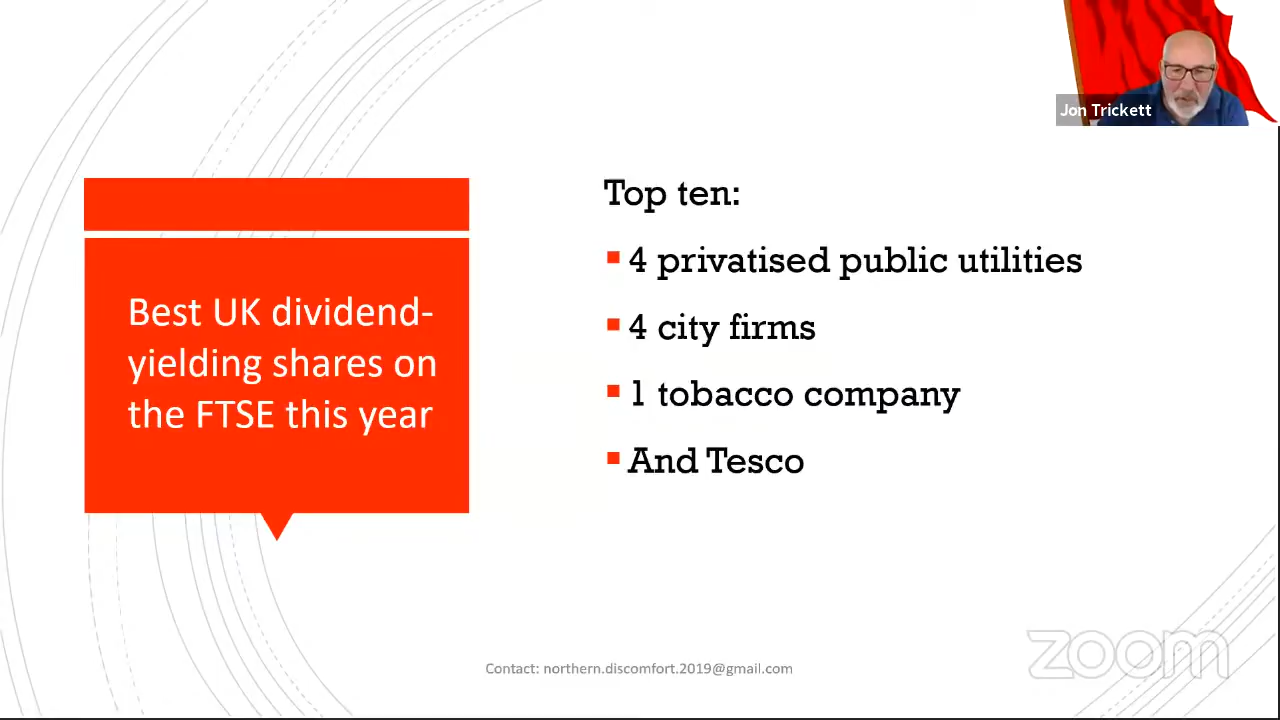 Jon Trickett
Best UK dividend-
yielding shares on
the FTSE this year
Top ten:
4 privatised public utilities
4 city firms
1 tobacco company
And Tesco
Contact: northern.discomfort.2019@gmail.com
zoom